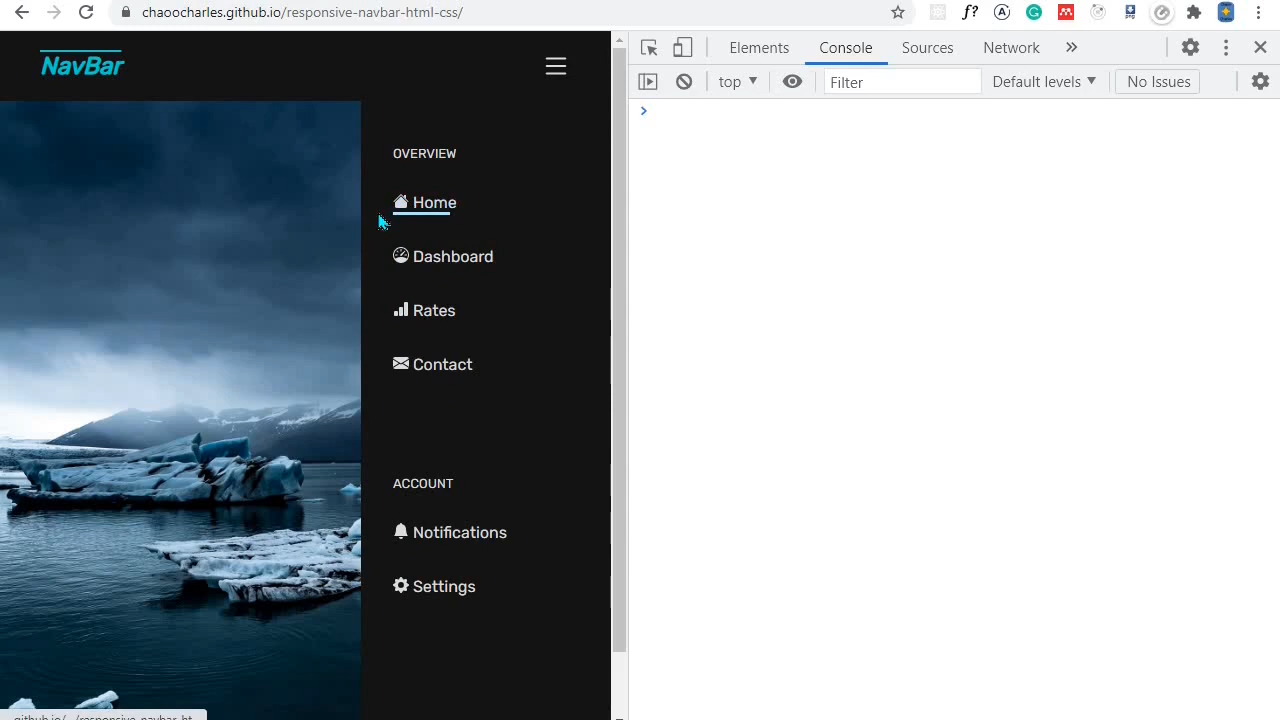 chaoocharles.github.io/responsive-navbar-html-css/
f?
NavBar
Elements Console Sources Network
top Filter Default levels No Issues
OVERVIEW
Home
Dashboard
Rates
Contact
ACCOUNT
Notifications
Settings